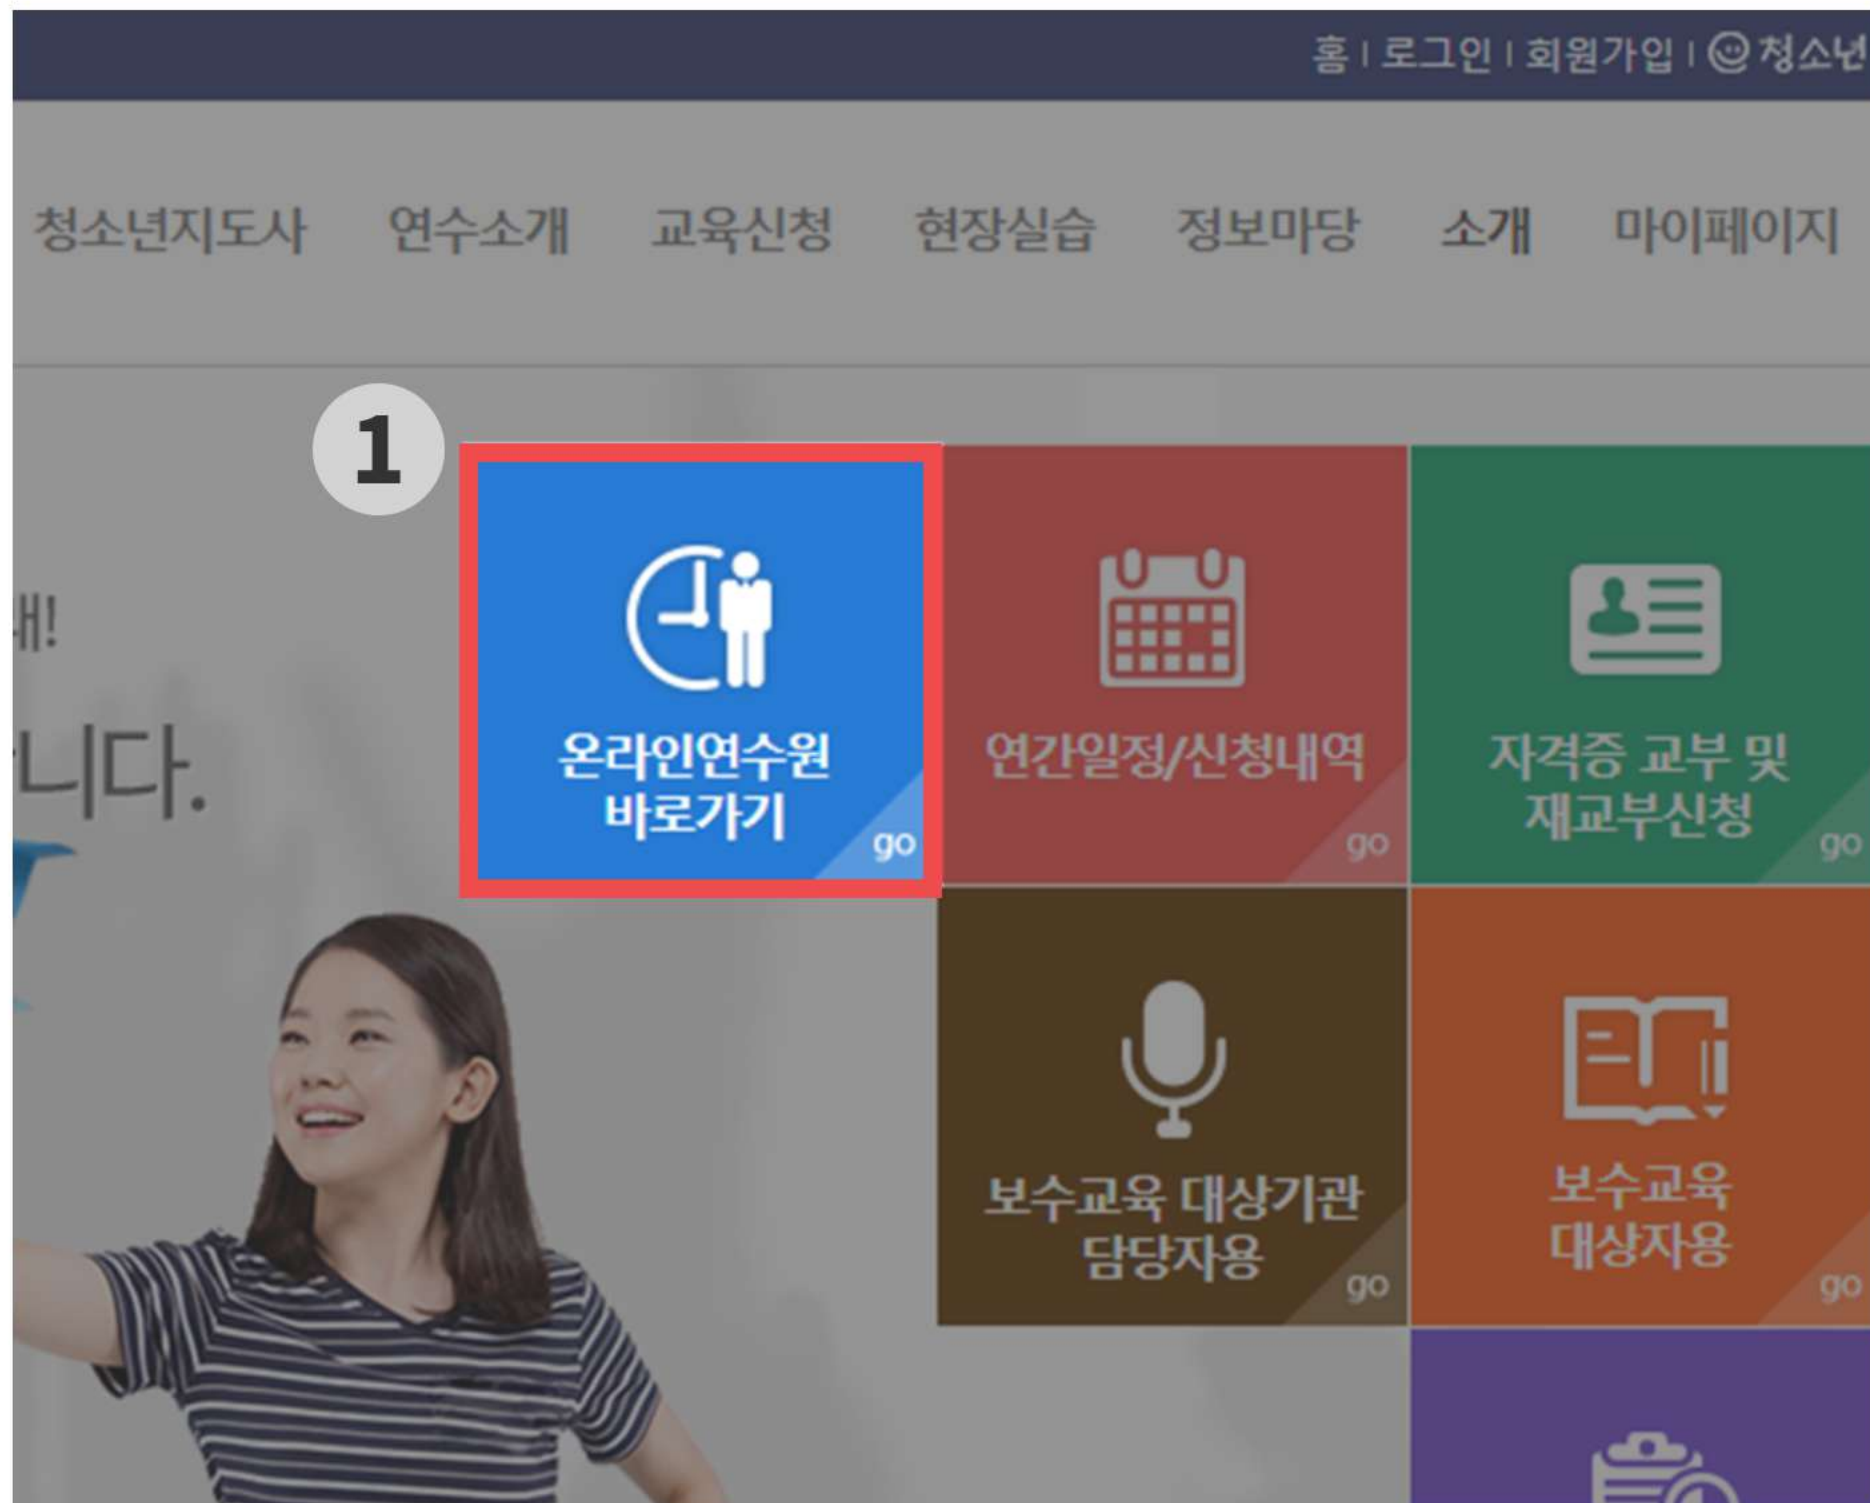 홈 | 로그인 | 회원가입 | 청소년
청소년지도사 연수소개 교육신청 현장실습 정보마당 소개 마이페이지
1
내!
니다.
온라인연수원
바로가기
go
연간일정/신청내역
go
자격증 교부 및
재교부신청
go
보수교육 대상기관
담당자용
go
보수교육
대상자용
go